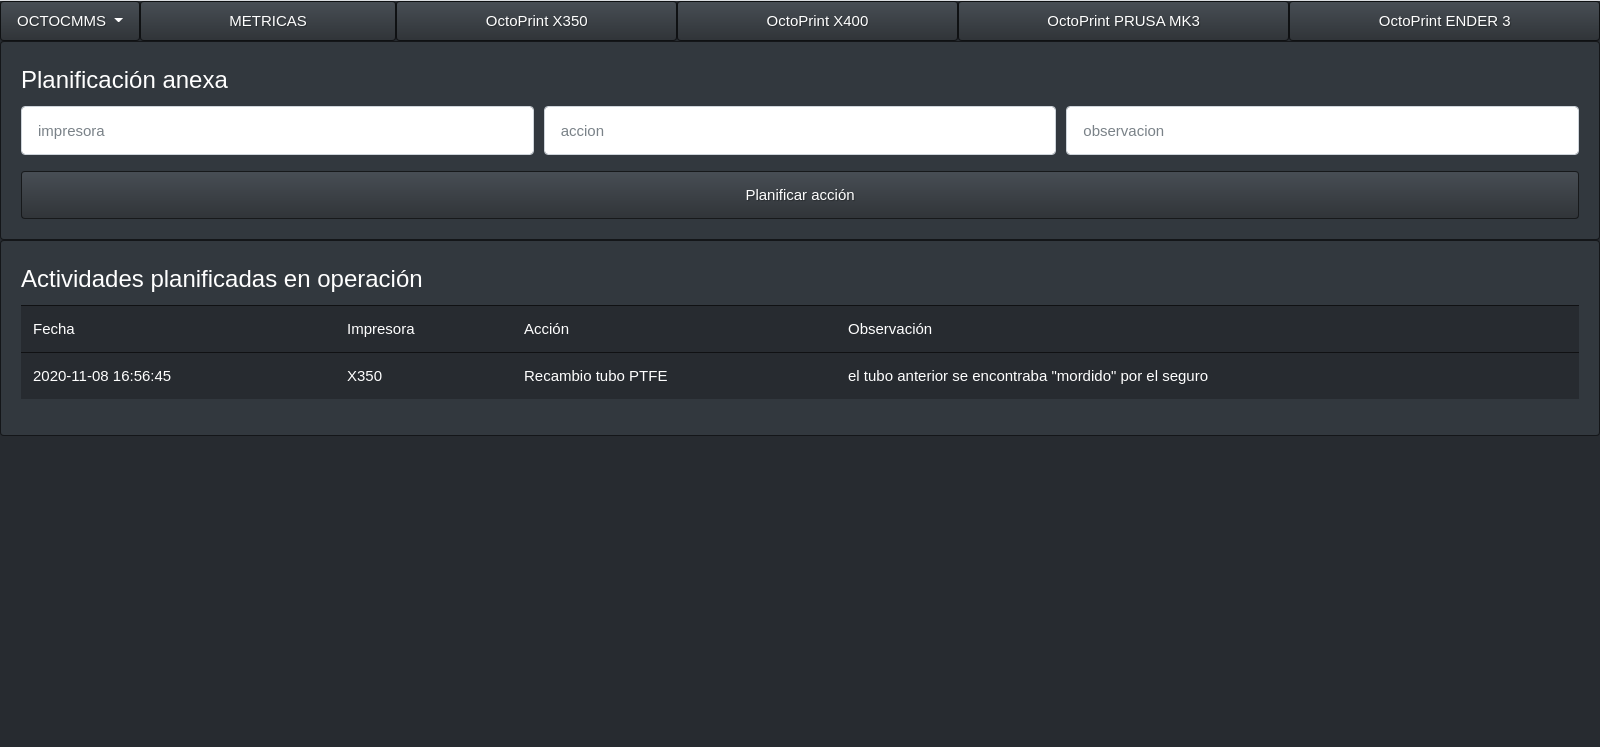 OCTOCMMS METRICAS OctoPrint X350 OctoPrint X400 OctoPrint PRUSA MK3 OctoPrint ENDER 3
Planificación anexa
impresora accion observacion
Planificar acción
Actividades planificadas en operación
Fecha Impresora Acción Observación
2020-11-08 16:56:45 X350 Recambio tubo PTFE el tubo anterior se encontraba "mordido" por el seguro